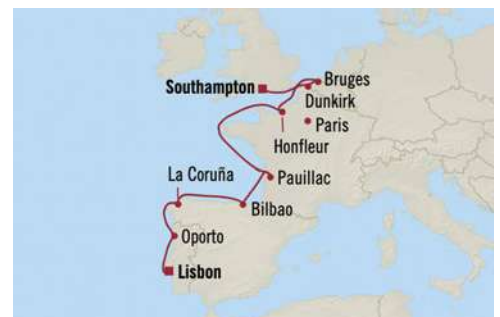 Bruges
Southampton
Dunkirk
Paris
Honfleur
La Coruña
Pauillac
Bilbao
Oporto
Lisbon